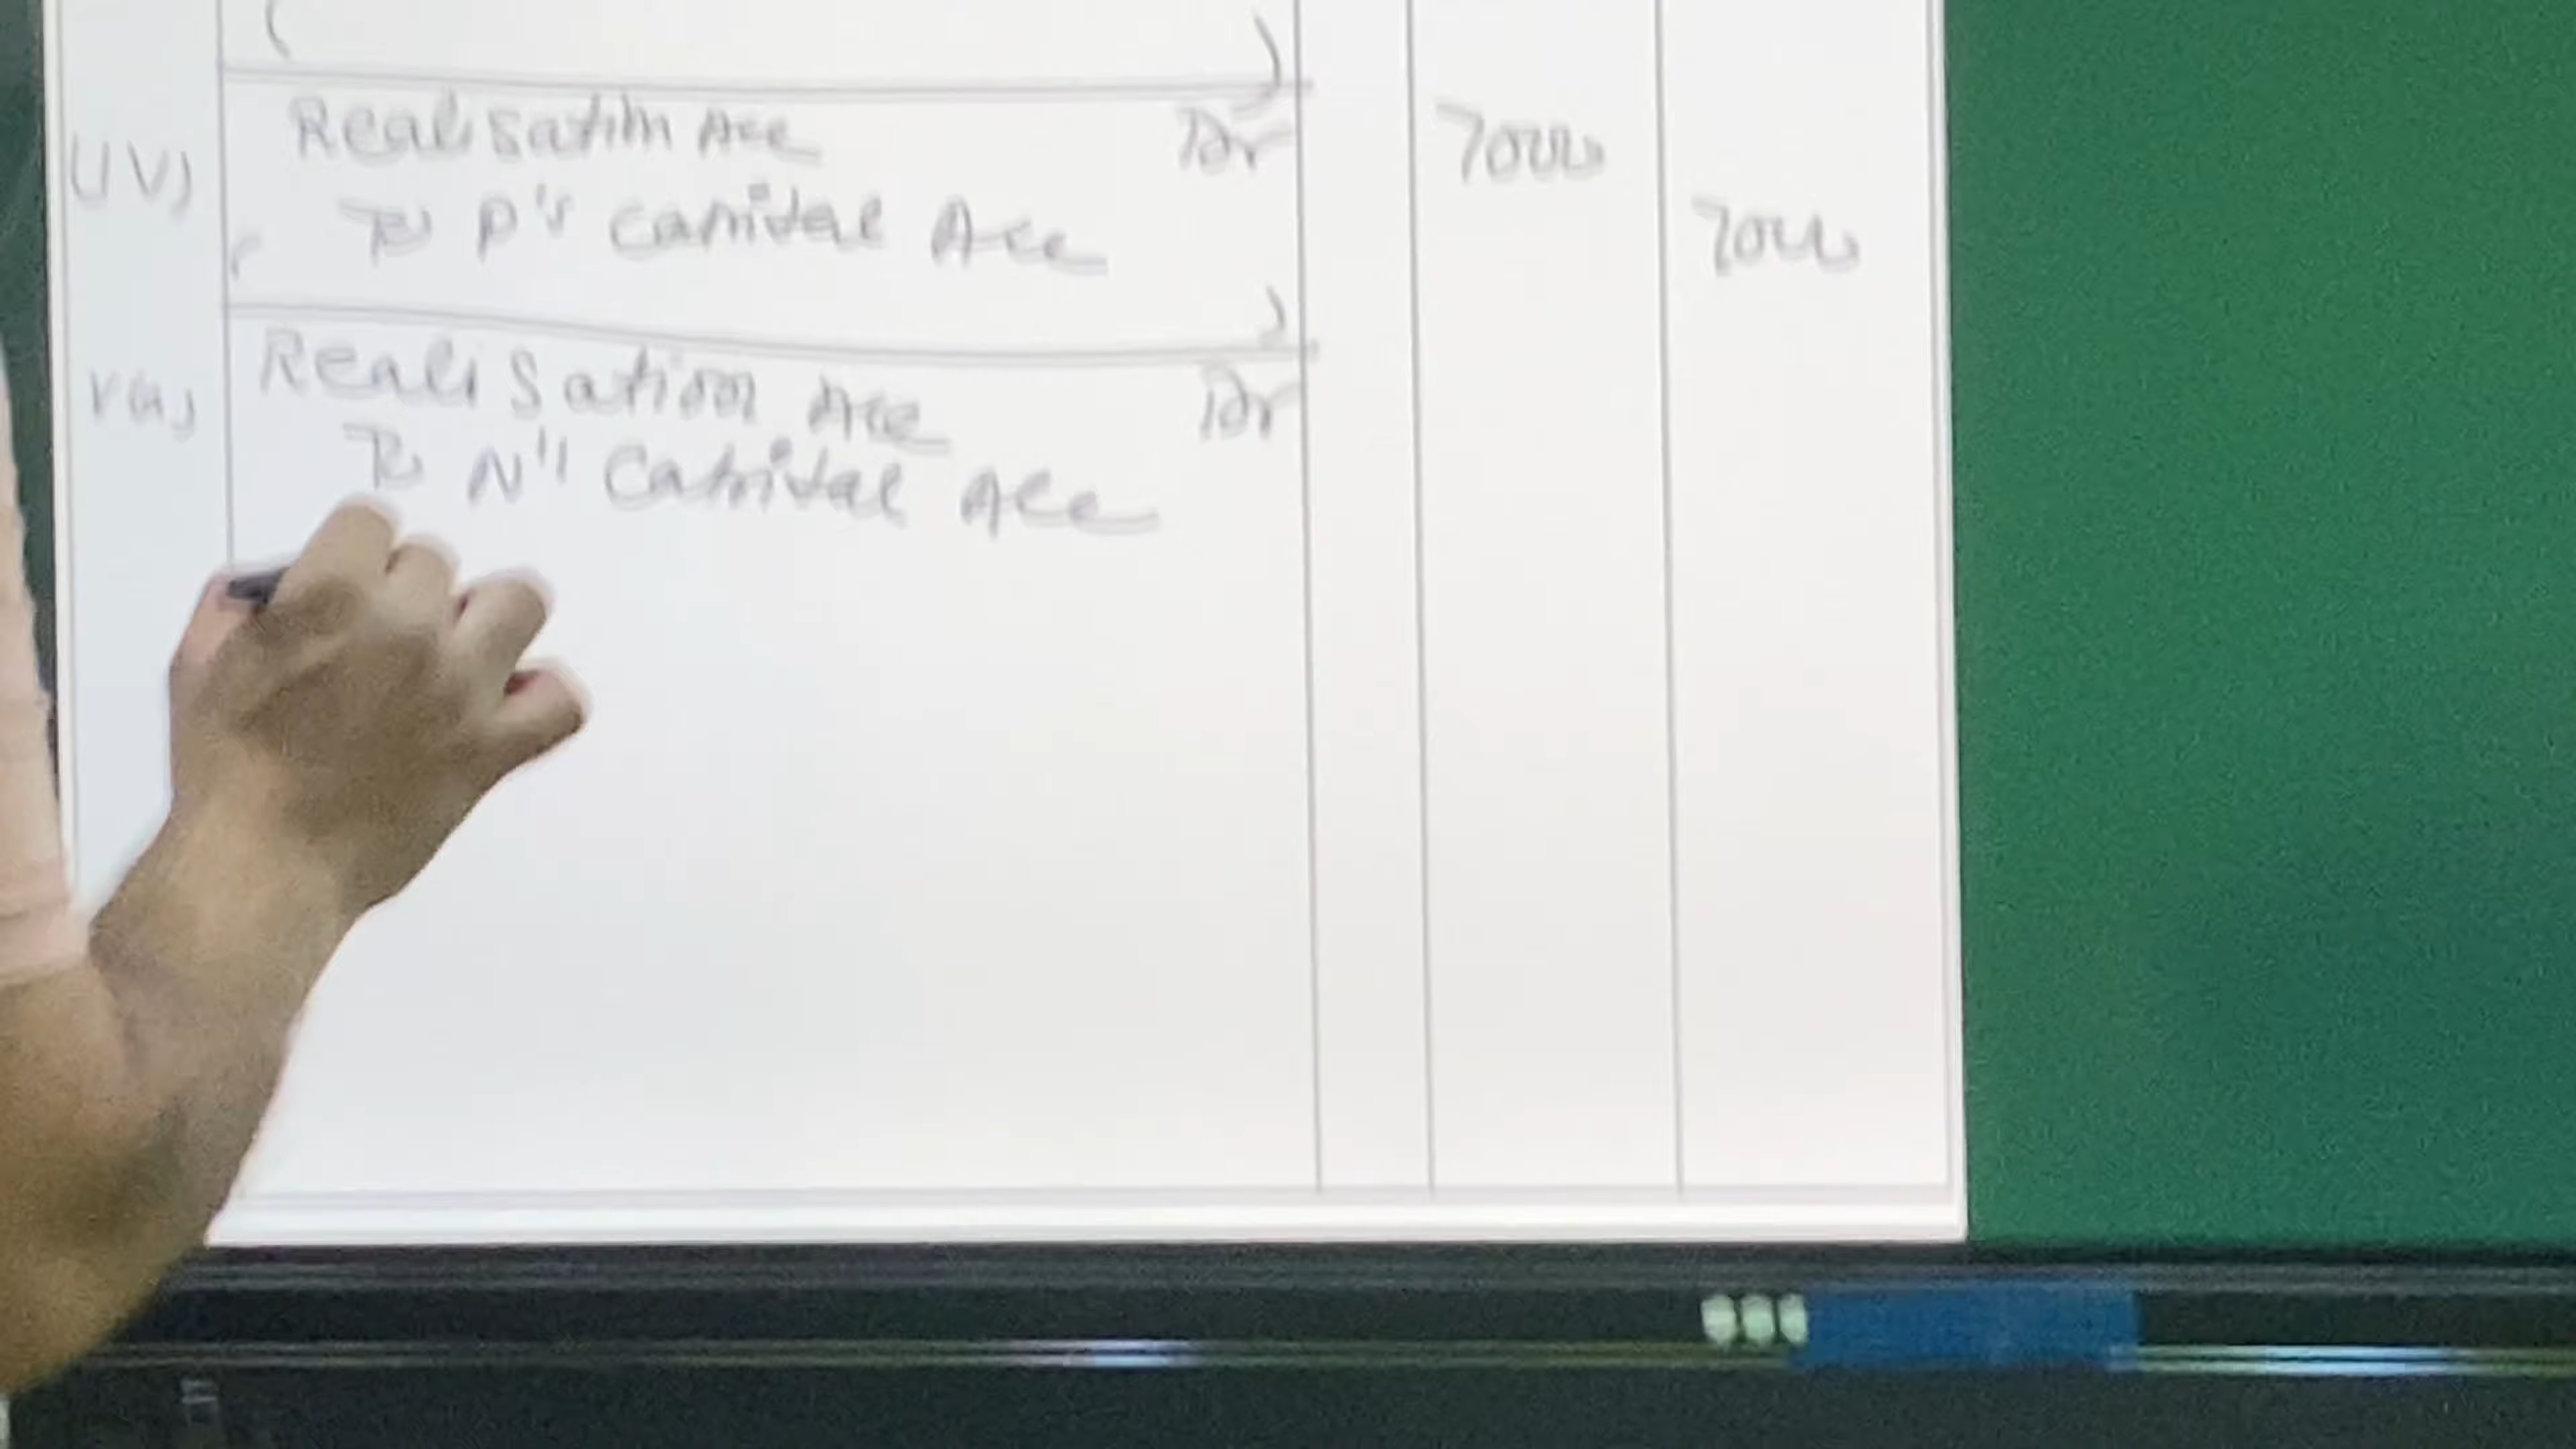 (                    )
(IV) Realisation Acc Dr 7000
To P's Capital Acc 7000
( )
V(a) Realisation Acc Dr
To N's Capital Acc